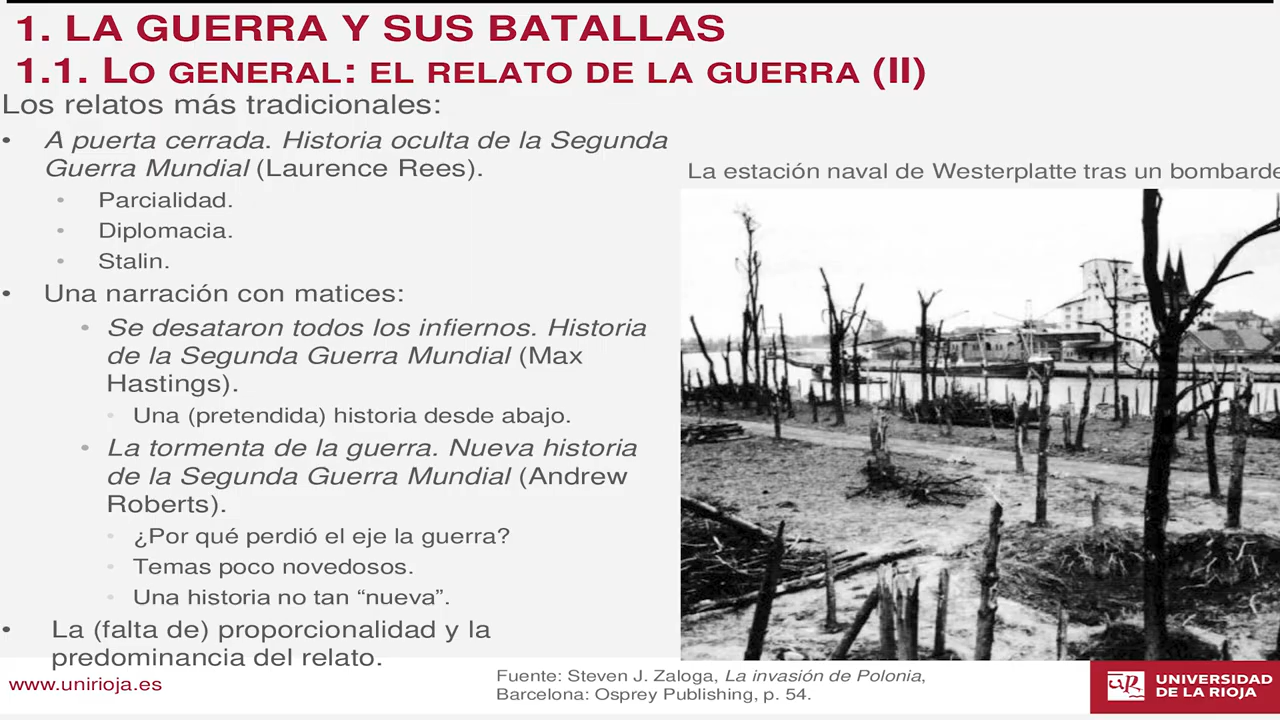 1. LA GUERRA Y SUS BATALLAS
1.1. LO GENERAL: EL RELATO DE LA GUERRA (II)
Los relatos más tradicionales:
• A puerta cerrada. Historia oculta de la Segunda
Guerra Mundial (Laurence Rees).
• Parcialidad.
• Diplomacia.
• Stalin.
• Una narración con matices:
• Se desataron todos los infiernos. Historia
de la Segunda Guerra Mundial (Max
Hastings).
• Una (pretendida) historia desde abajo.
• La tormenta de la guerra. Nueva historia
de la Segunda Guerra Mundial (Andrew
Roberts).
• ¿Por qué perdió el eje la guerra?
• Temas poco novedosos.
• Una historia no tan “nueva”.
• La (falta de) proporcionalidad y la
predominancia del relato.
La estación naval de Westerplatte tras un bombarde
Fuente: Steven J. Zaloga, La invasión de Polonia,
Barcelona: Osprey Publishing, p. 54.
www.unirioja.es
UNIVERSIDAD
DE LA RIOJA